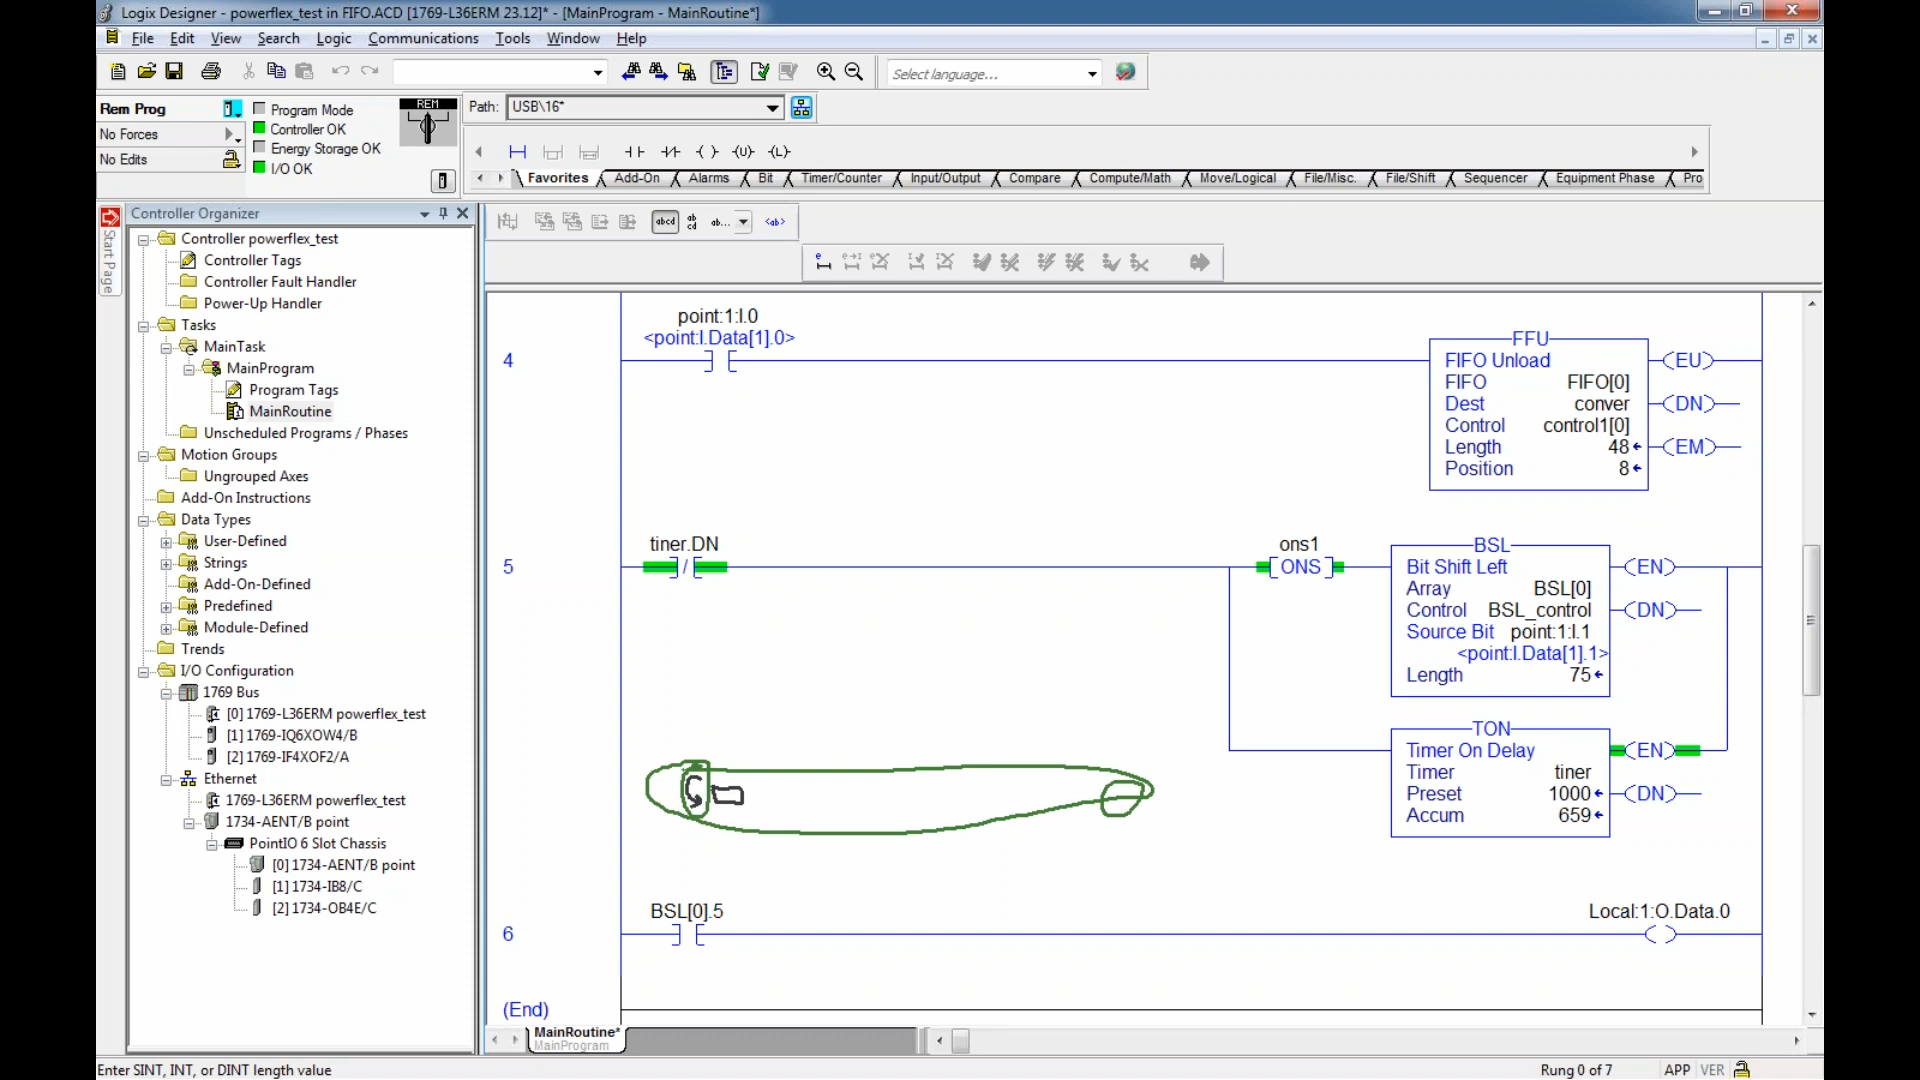 Logix Designer - powerflex_test in FIFO.ACD [1769-L36ERM 23.12]* - [MainProgram - MainRoutine*]
File Edit View Search Logic Communications Tools Window Help
Select language...
Rem Prog
No Forces
No Edits
Program Mode
Controller OK
Energy Storage OK
I/O OK
REM
Path: USB\16*
Favorites Add-On Alarms Bit Timer/Counter Input/Output Compare Compute/Math Move/Logical File/Misc. File/Shift Sequencer Equipment Phase Pro
Start Page
Controller Organizer
Controller powerflex_test
Controller Tags
Controller Fault Handler
Power-Up Handler
Tasks
MainTask
MainProgram
Program Tags
MainRoutine
Unscheduled Programs / Phases
Motion Groups
Ungrouped Axes
Add-On Instructions
Data Types
User-Defined
Strings
Add-On-Defined
Predefined
Module-Defined
Trends
I/O Configuration
1769 Bus
[0] 1769-L36ERM powerflex_test
[1] 1769-IQ6XOW4/B
[2] 1769-IF4XOF2/A
Ethernet
1769-L36ERM powerflex_test
1734-AENT/B point
PointIO 6 Slot Chassis
[0] 1734-AENT/B point
[1] 1734-IB8/C
[2] 1734-OB4E/C
abcd ab cd ab... <ab>
4
point:1:I.0
<point:I.Data[1].0>
FFU
FIFO Unload
FIFO FIFO[0]
Dest conver
Control control1[0]
Length 48
Position 8
EU
DN
EM
5
tiner.DN
ons1
ONS
BSL
Bit Shift Left
Array BSL[0]
Control BSL_control
Source Bit point:1:I.1
<point:I.Data[1].1>
Length 75
EN
DN
TON
Timer On Delay
Timer tiner
Preset 1000
Accum 659
EN
DN
6
BSL[0].5
Local:1:O.Data.0
(End)
MainRoutine*
MainProgram
Enter SINT, INT, or DINT length value
Rung 0 of 7 APP VER